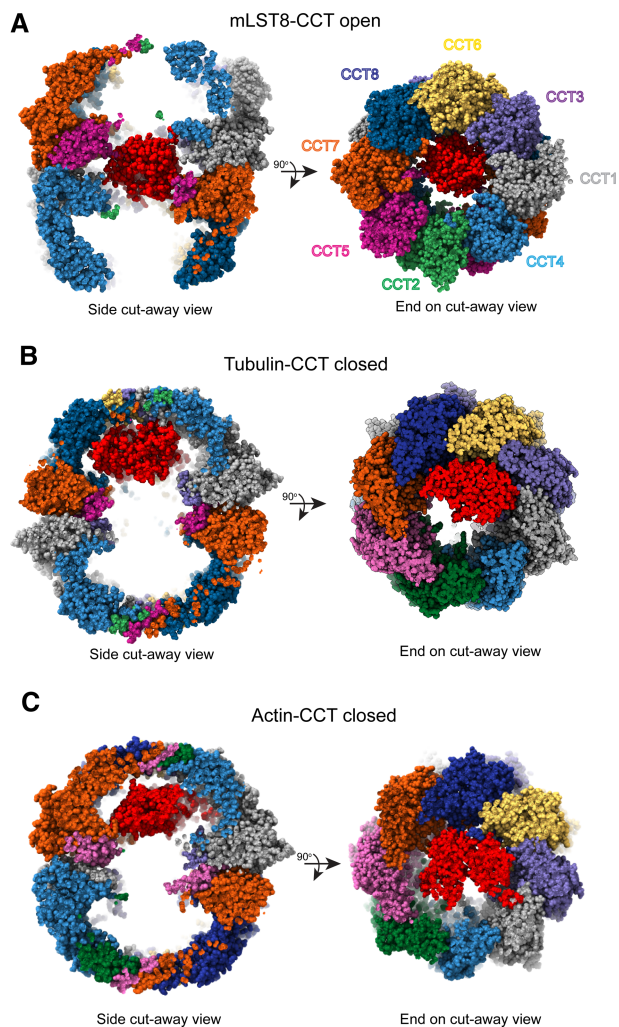 A
mLST8-CCT open
CCT6
CCT8
CCT3
CCT7
90°
CCT1
CCT5
CCT4
CCT2
Side cut-away view
End on cut-away view
B
Tubulin-CCT closed
90°
Side cut-away view
End on cut-away view
C
Actin-CCT closed
90°
Side cut-away view
End on cut-away view